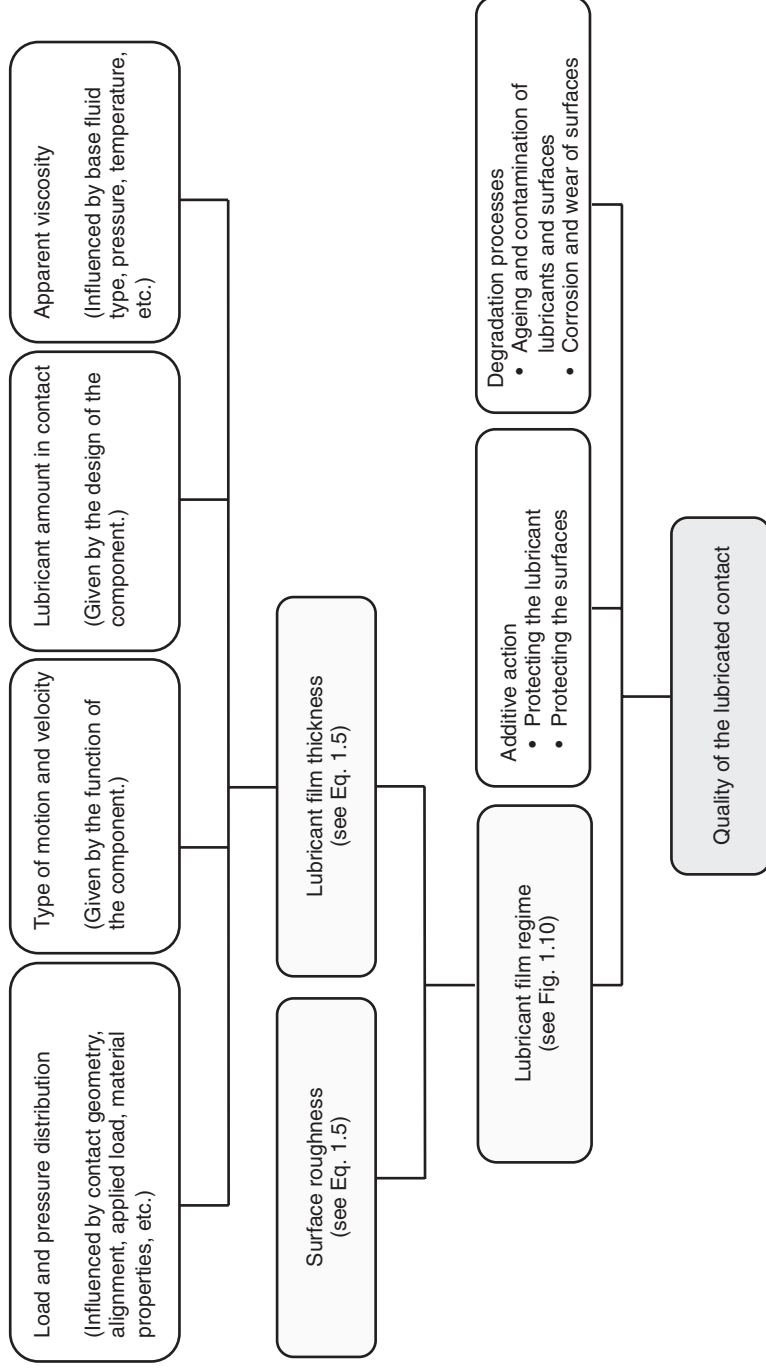 Load and pressure distribution
(Influenced by contact geometry,
alignment, applied load, material
properties, etc.)
Type of motion and velocity
(Given by the function of
the component.)
Lubricant amount in contact
(Given by the design of the
component.)
Apparent viscosity
(Influenced by base fluid
type, pressure, temperature,
etc.)
Surface roughness
(see Eq. 1.5)
Lubricant film thickness
(see Eq. 1.5)
Lubricant film regime
(see Fig. 1.10)
Additive action
• Protecting the lubricant
• Protecting the surfaces
Degradation processes
• Ageing and contamination of
lubricants and surfaces
• Corrosion and wear of surfaces
Quality of the lubricated contact